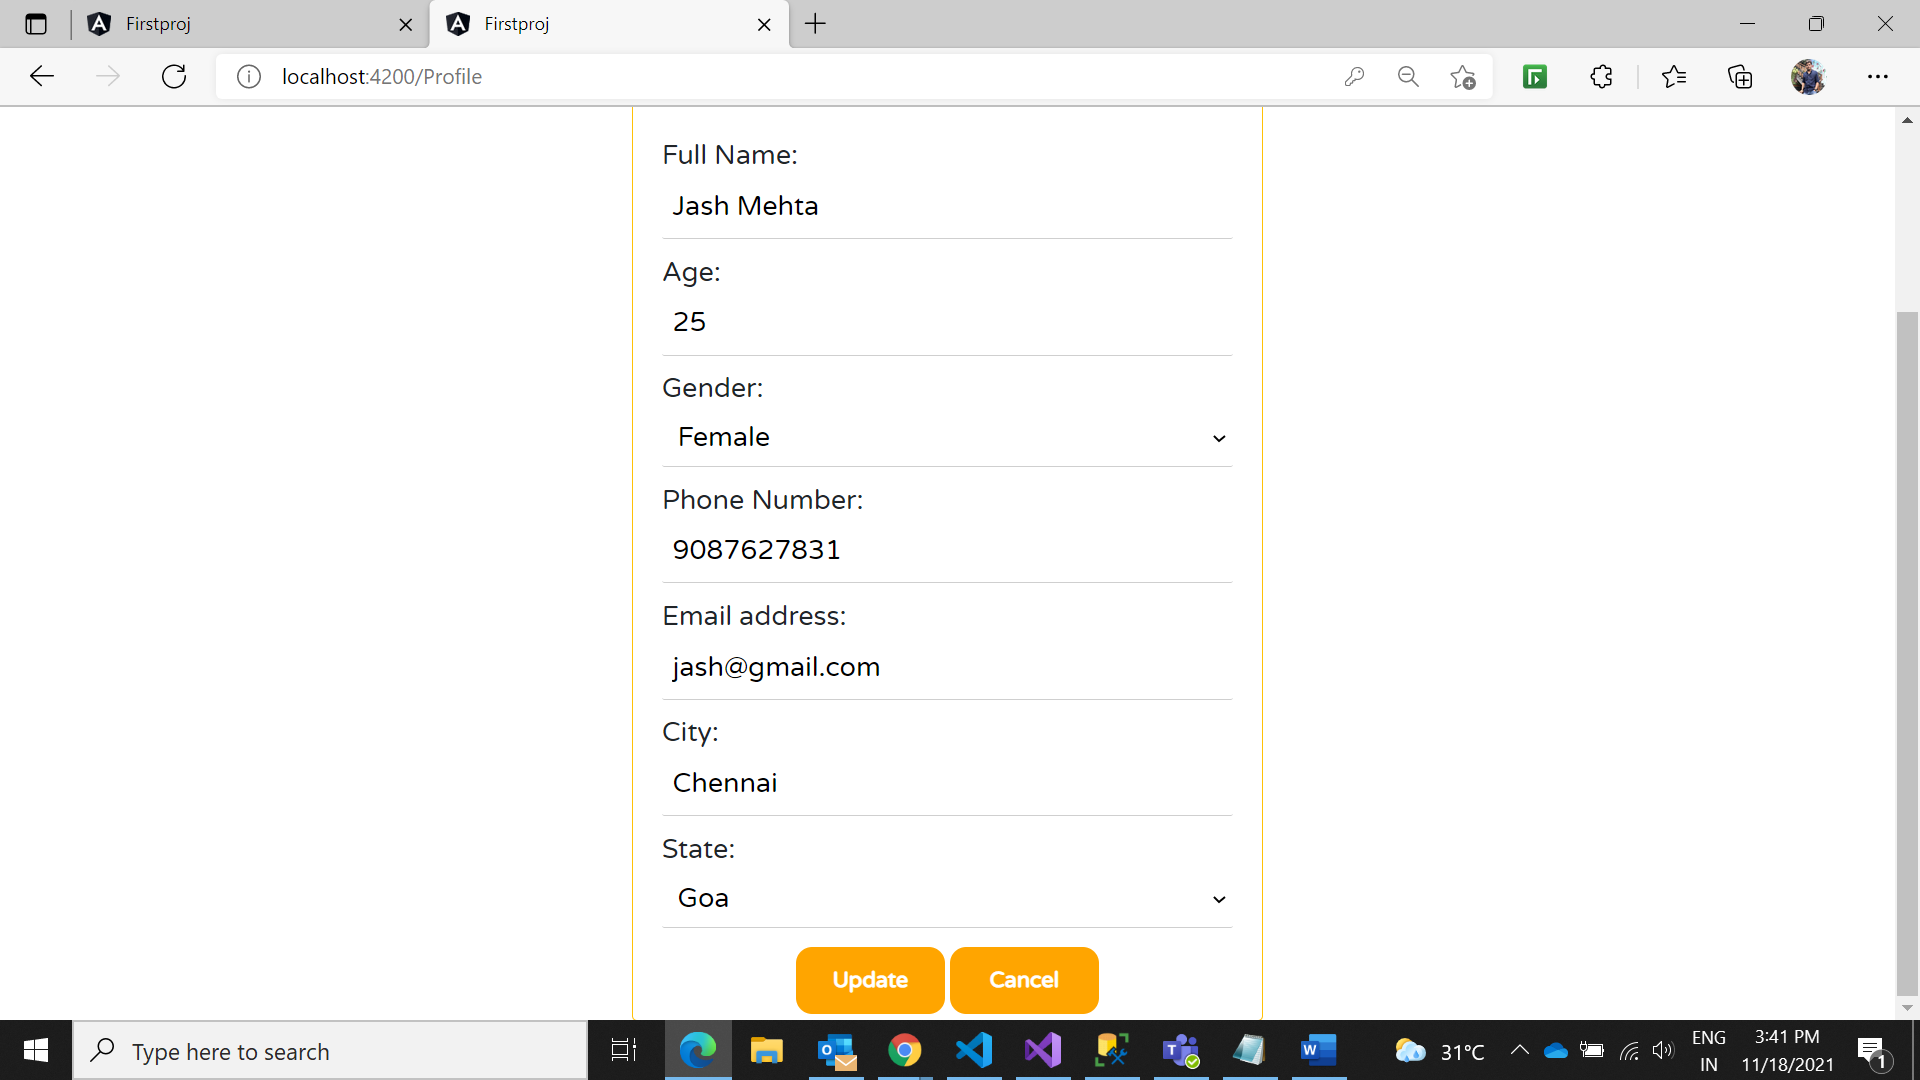 Firstproj
Firstproj
localhost:4200/Profile
Full Name:
Jash Mehta
Age:
25
Gender:
Female
Phone Number:
9087627831
Email address:
jash@gmail.com
City:
Chennai
State:
Goa
Update Cancel
Type here to search
31°C
ENG
IN
3:41 PM
11/18/2021
1